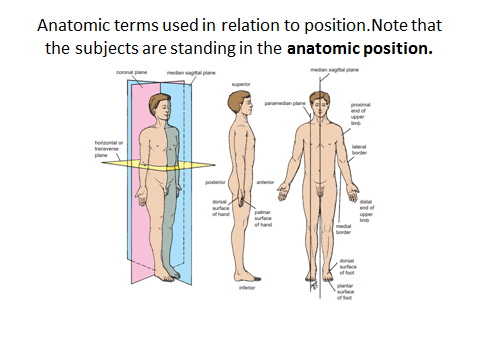 Anatomic terms used in relation to position.Note that
the subjects are standing in the anatomic position.
coronal plane
median sagittal plane
horizontal or
transverse
plane
superior
posterior
anterior
dorsal
surface
of hand
palmar
surface
of hand
inferior
median sagittal plane
paramedian plane
proximal
end of
upper
limb
lateral
border
distal
end of
upper
limb
medial
border
dorsal
surface
of foot
plantar
surface
of foot